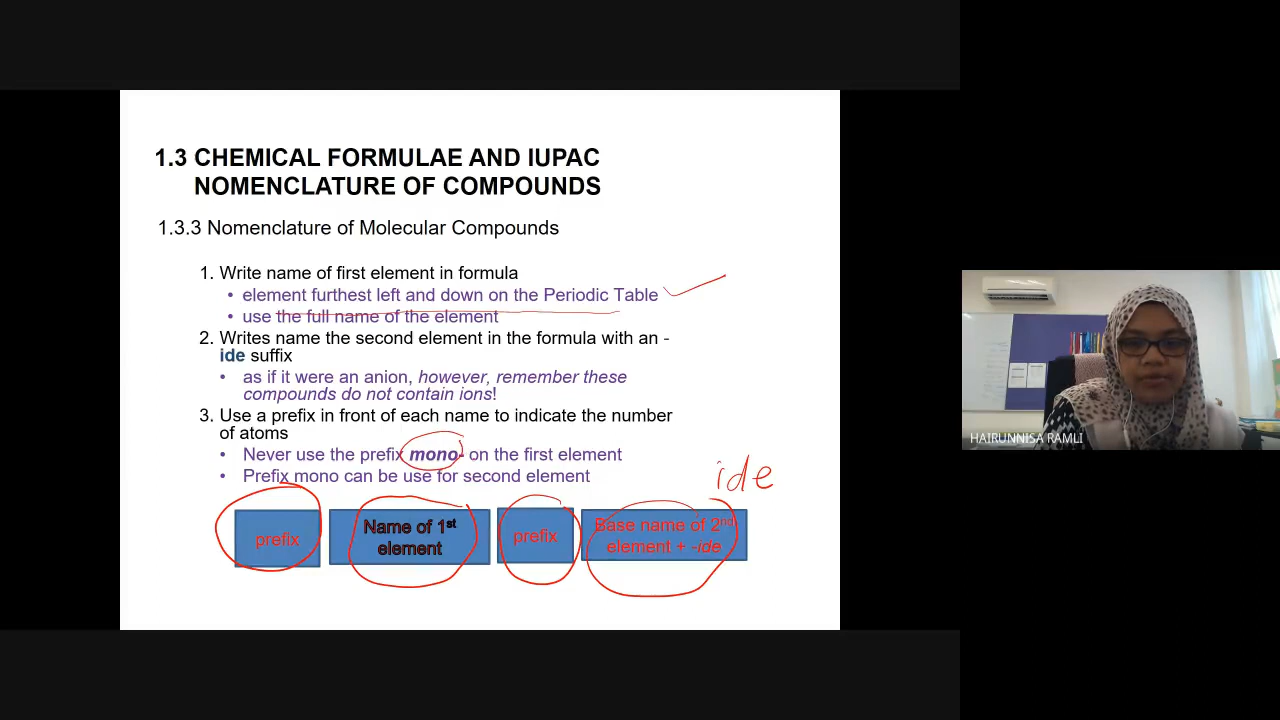 1.3 CHEMICAL FORMULAE AND IUPAC
NOMENCLATURE OF COMPOUNDS
1.3.3 Nomenclature of Molecular Compounds
1. Write name of first element in formula
• element furthest left and down on the Periodic Table
• use the full name of the element
2. Writes name the second element in the formula with an -
ide suffix
• as if it were an anion, however, remember these
compounds do not contain ions!
3. Use a prefix in front of each name to indicate the number
of atoms
• Never use the prefix mono- on the first element
• Prefix mono can be use for second element
ide
prefix
Name of 1st
element
prefix
Base name of 2nd
element + -ide
HAIRUNNISA RAMLI